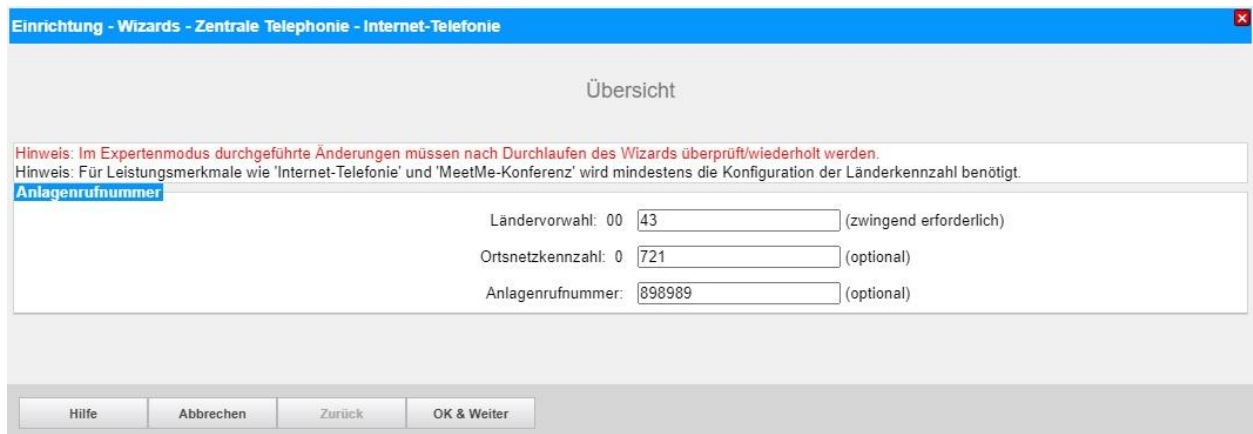 Einrichtung - Wizards - Zentrale Telephonie - Internet-Telefonie
Übersicht
Hinweis: Im Expertenmodus durchgeführte Änderungen müssen nach Durchlaufen des Wizards überprüft/wiederholt werden.
Hinweis: Für Leistungsmerkmale wie 'Internet-Telefonie' und 'MeetMe-Konferenz' wird mindestens die Konfiguration der Länderkennzahl benötigt.
Anlagenrufnummer
Ländervorwahl: 00 43 (zwingend erforderlich)
Ortsnetzkennzahl: 0 721 (optional)
Anlagenrufnummer: 898989 (optional)
Hilfe Abbrechen Zurück OK & Weiter